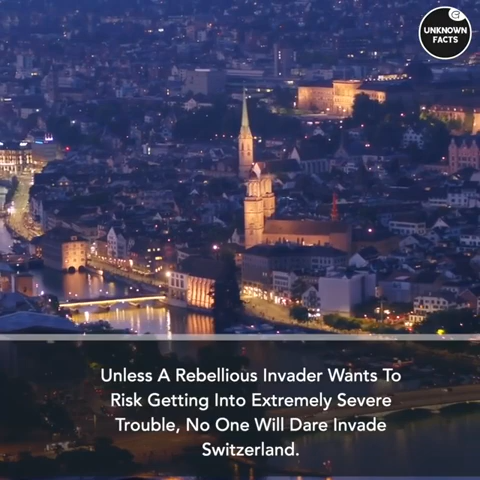 UNKNOWN
FACTS
Unless A Rebellious Invader Wants To
Risk Getting Into Extremely Severe
Trouble, No One Will Dare Invade
Switzerland.